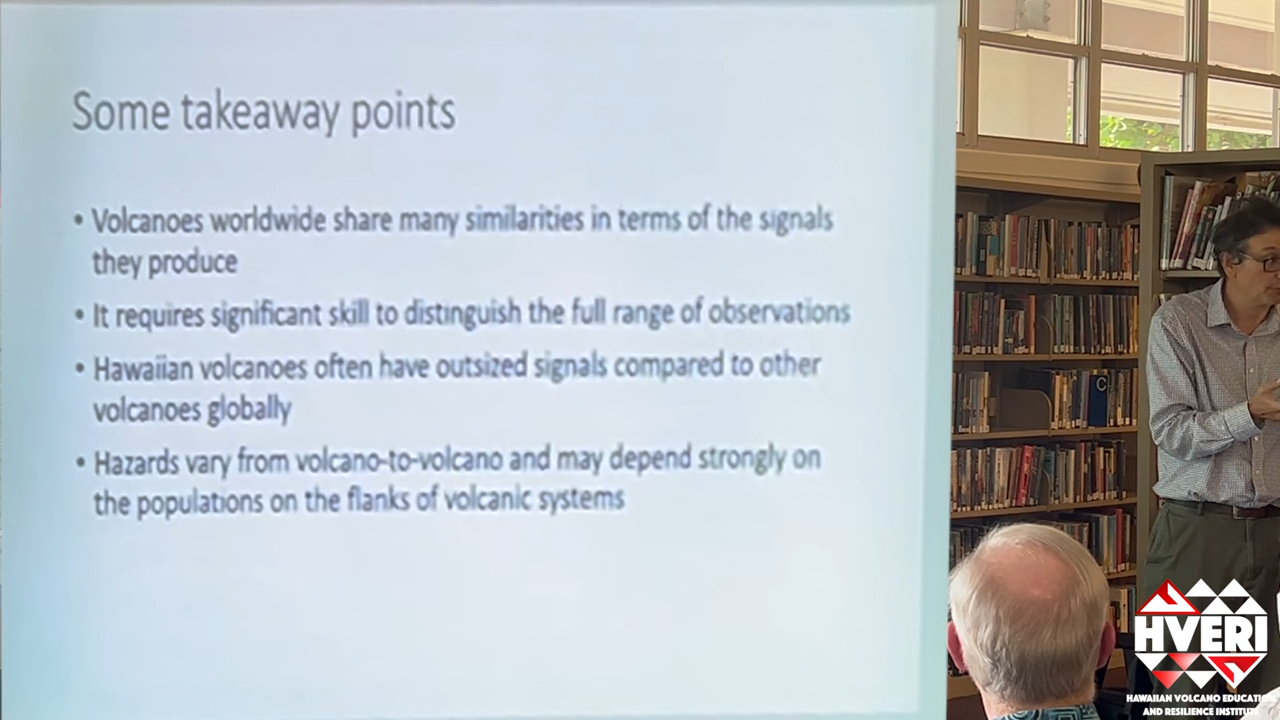 Some takeaway points
• Volcanoes worldwide share many similarities in terms of the signals
they produce
• It requires significant skill to distinguish the full range of observations
• Hawaiian volcanoes often have outsized signals compared to other
volcanoes globally
• Hazards vary from volcano-to-volcano and may depend strongly on
the populations on the flanks of volcanic systems
C
HVERI
HAWAIIAN VOLCANO EDUCATION
AND RESILIENCE INSTITUTE